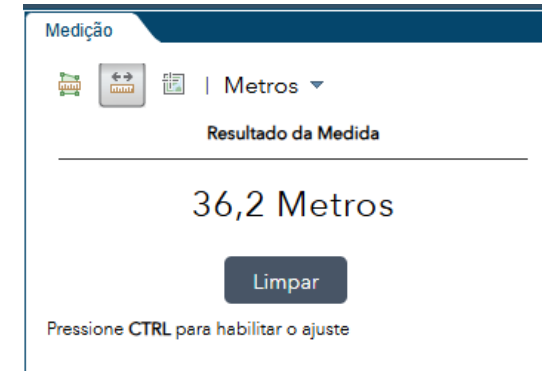 Medição
| Metros
Resultado da Medida
36,2 Metros
Limpar
Pressione CTRL para habilitar o ajuste